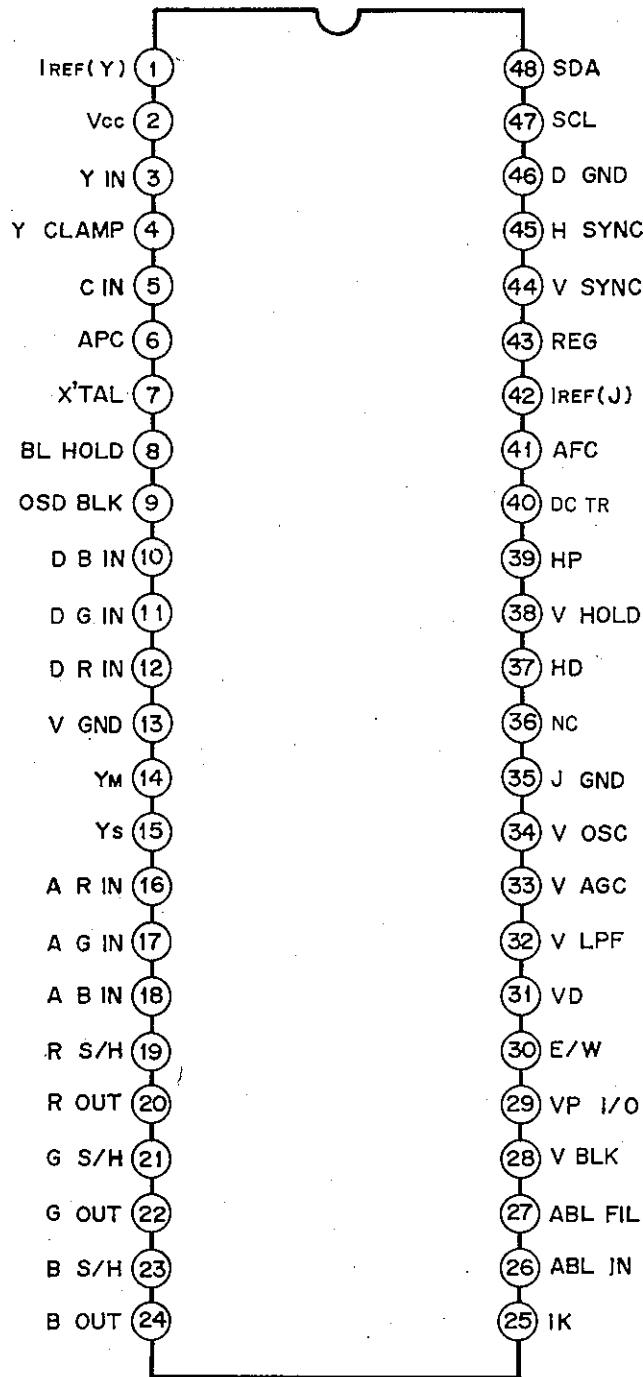 IREF(Y) 1 48 SDA
Vcc 2 47 SCL
Y IN 3 46 D GND
Y CLAMP 4 45 H SYNC
C IN 5 44 V SYNC
APC 6 43 REG
X'TAL 7 42 IREF(J)
BL HOLD 8 41 AFC
OSD BLK 9 40 DC TR
D B IN 10 39 HP
D G IN 11 38 V HOLD
D R IN 12 37 HD
V GND 13 36 NC
YM 14 35 J GND
Ys 15 34 V OSC
A R IN 16 33 V AGC
A G IN 17 32 V LPF
A B IN 18 31 VD
R S/H 19 30 E/W
R OUT 20 29 VP I/O
G S/H 21 28 V BLK
G OUT 22 27 ABL FIL
B S/H 23 26 ABL IN
B OUT 24 25 IK